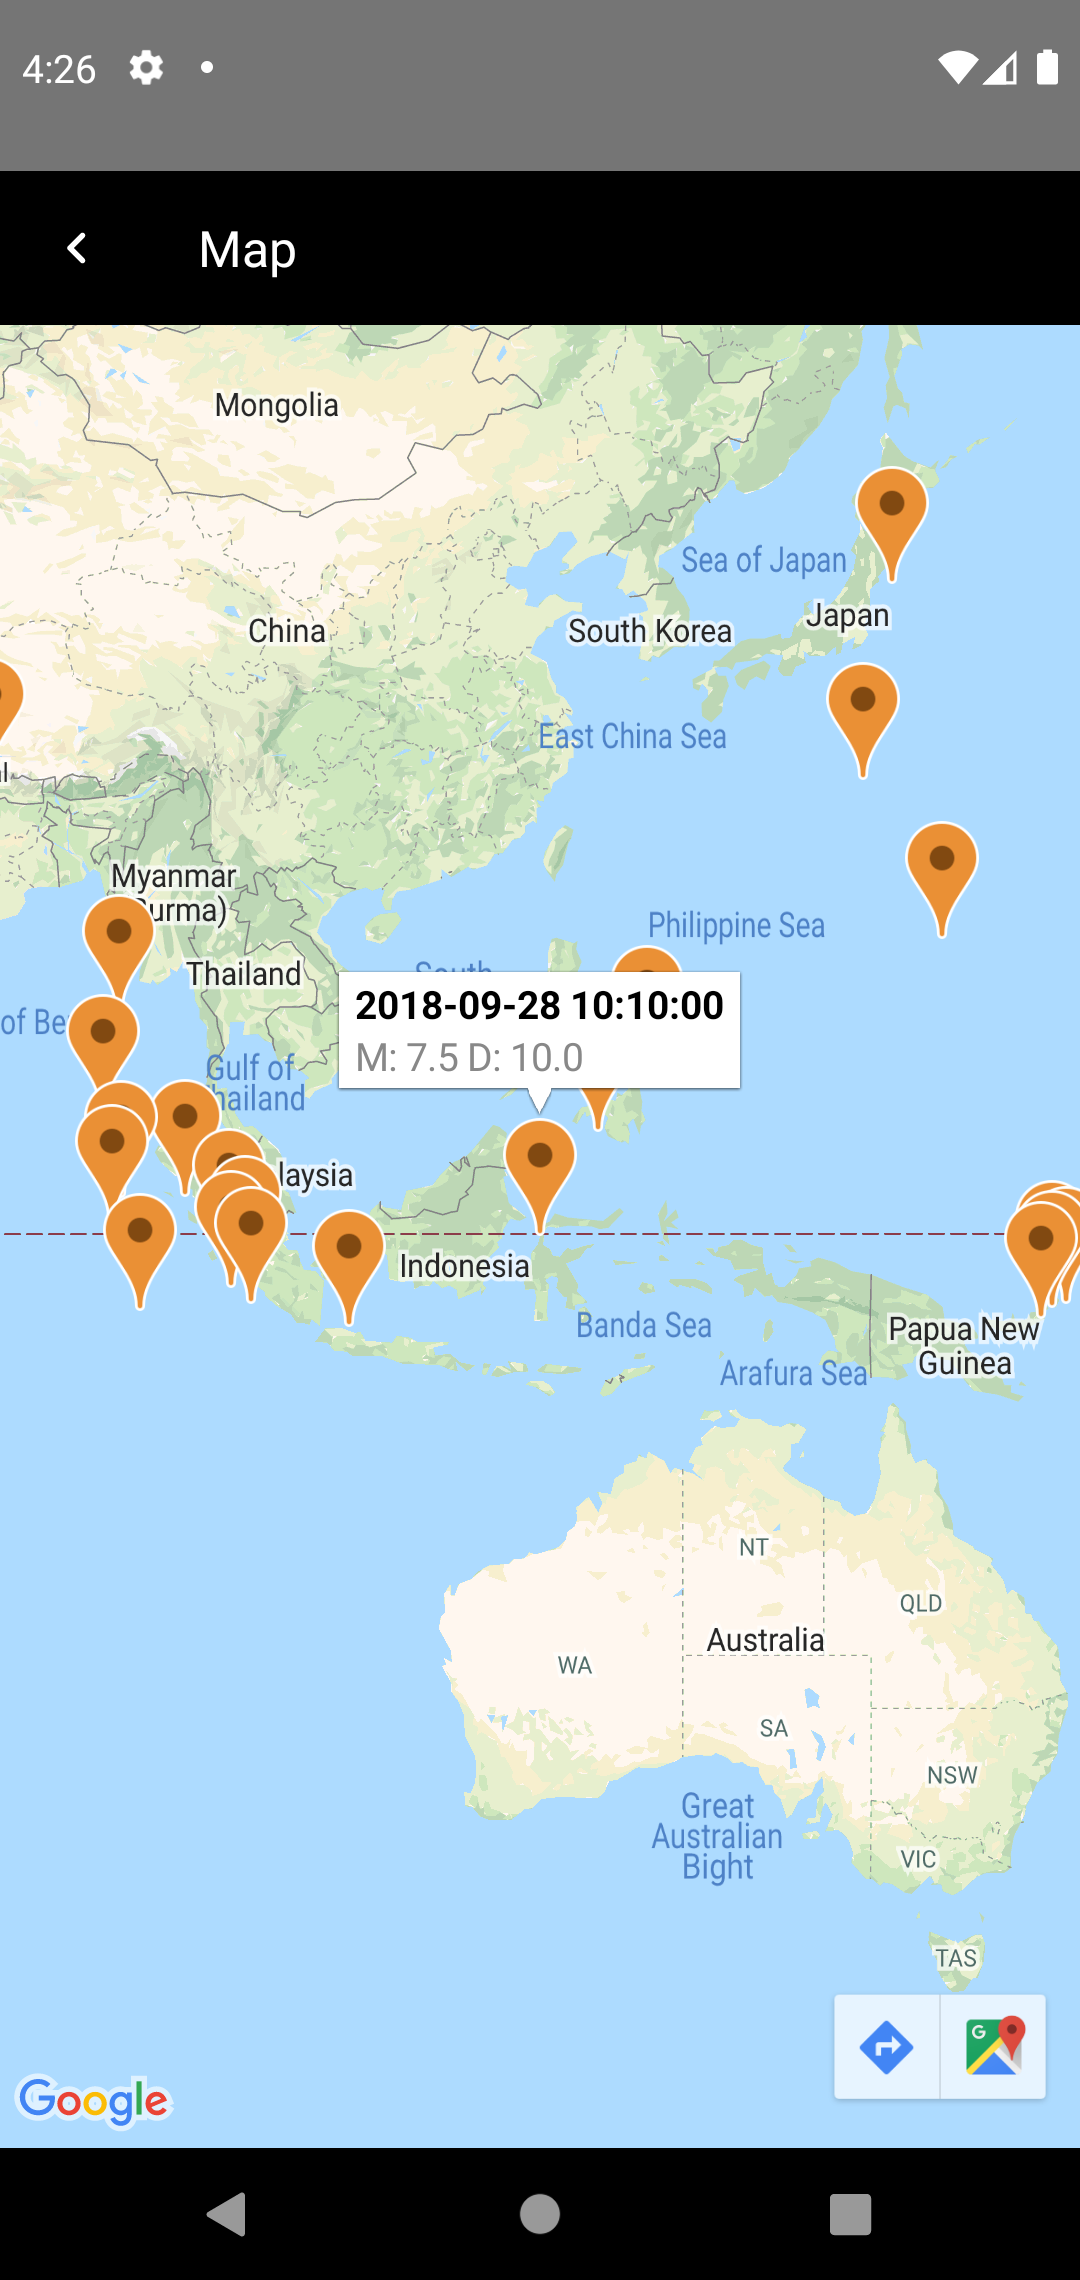 4:26
Map
Mongolia
Sea of Japan
Japan
China
South Korea
East China Sea
Myanmar
Burma)
Philippine Sea
Thailand
South
of Be
2018-09-28 10:10:00
M: 7.5 D: 10.0
Gulf of
hailand
laysia
Indonesia
Banda Sea
Papua New
Guinea
Arafura Sea
NT
QLD
Australia
WA
SA
NSW
Great
Australian
Bight
VIC
TAS
G
Google